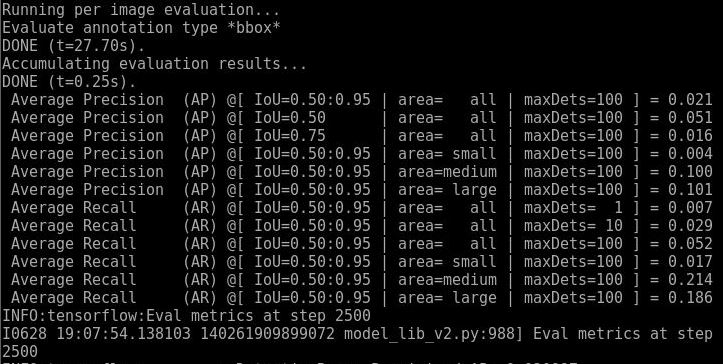 Running per image evaluation...
Evaluate annotation type *bbox*
DONE (t=27.70s).
Accumulating evaluation results...
DONE (t=0.25s).
 Average Precision  (AP) @[ IoU=0.50:0.95 | area=   all | maxDets=100 ] = 0.021
 Average Precision  (AP) @[ IoU=0.50      | area=   all | maxDets=100 ] = 0.051
 Average Precision  (AP) @[ IoU=0.75      | area=   all | maxDets=100 ] = 0.016
 Average Precision  (AP) @[ IoU=0.50:0.95 | area= small | maxDets=100 ] = 0.004
 Average Precision  (AP) @[ IoU=0.50:0.95 | area=medium | maxDets=100 ] = 0.100
 Average Precision  (AP) @[ IoU=0.50:0.95 | area= large | maxDets=100 ] = 0.101
 Average Recall     (AR) @[ IoU=0.50:0.95 | area=   all | maxDets=  1 ] = 0.007
 Average Recall     (AR) @[ IoU=0.50:0.95 | area=   all | maxDets= 10 ] = 0.029
 Average Recall     (AR) @[ IoU=0.50:0.95 | area=   all | maxDets=100 ] = 0.052
 Average Recall     (AR) @[ IoU=0.50:0.95 | area= small | maxDets=100 ] = 0.017
 Average Recall     (AR) @[ IoU=0.50:0.95 | area=medium | maxDets=100 ] = 0.214
 Average Recall     (AR) @[ IoU=0.50:0.95 | area= large | maxDets=100 ] = 0.186
INFO:tensorflow:Eval metrics at step 2500
I0628 19:07:54.138103 140261909899072 model_lib_v2.py:988] Eval metrics at step
2500